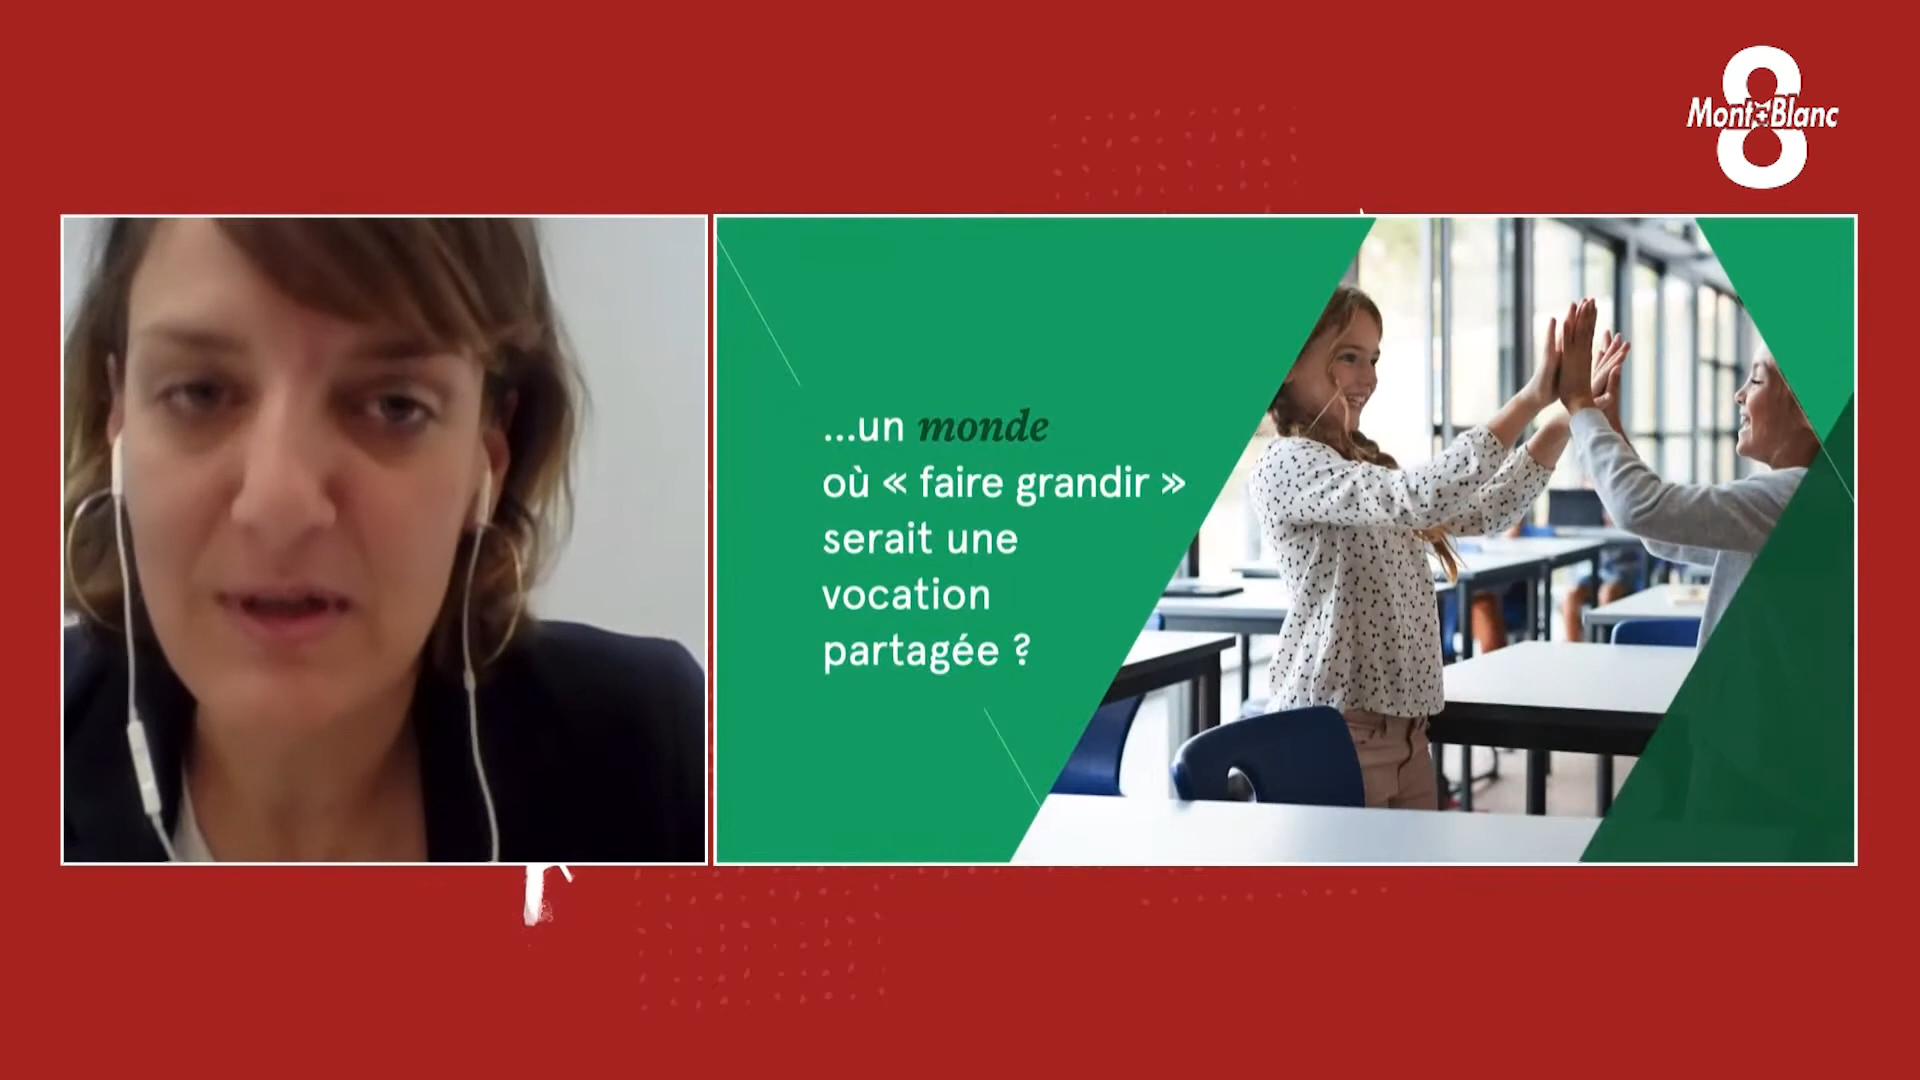 8
Mont Blanc
...un monde
où « faire grandir »
serait une
vocation
partagée ?